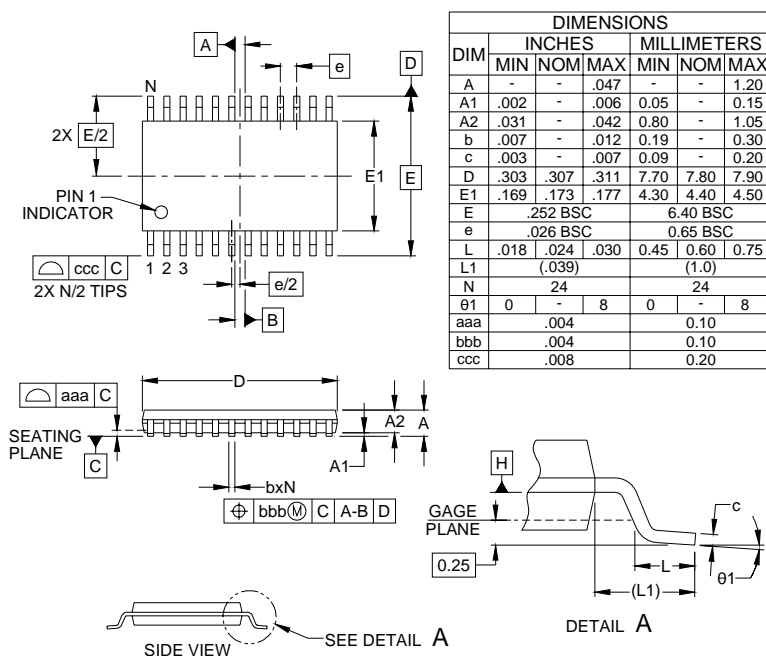 A
e
D
N
2X E/2
E1
E
PIN 1
INDICATOR
ccc C
1 2 3
2X N/2 TIPS
e/2
B
DIMENSIONS
DIM INCHES MILLIMETERS
MIN NOM MAX MIN NOM MAX
A - - .047 - - 1.20
A1 .002 - .006 0.05 - 0.15
A2 .031 - .042 0.80 - 1.05
b .007 - .012 0.19 - 0.30
c .003 - .007 0.09 - 0.20
D .303 .307 .311 7.70 7.80 7.90
E1 .169 .173 .177 4.30 4.40 4.50
E .252 BSC 6.40 BSC
e .026 BSC 0.65 BSC
L .018 .024 .030 0.45 0.60 0.75
L1 (.039) (1.0)
N 24 24
θ1 0 - 8 0 - 8
aaa .004 0.10
bbb .004 0.10
ccc .008 0.20
D
aaa C
A2 A
SEATING
PLANE
C
A1
bxN
bbb Ⓜ C A-B D
H
GAGE
PLANE
0.25
c
L
(L1)
θ1
DETAIL A
SIDE VIEW
SEE DETAIL A